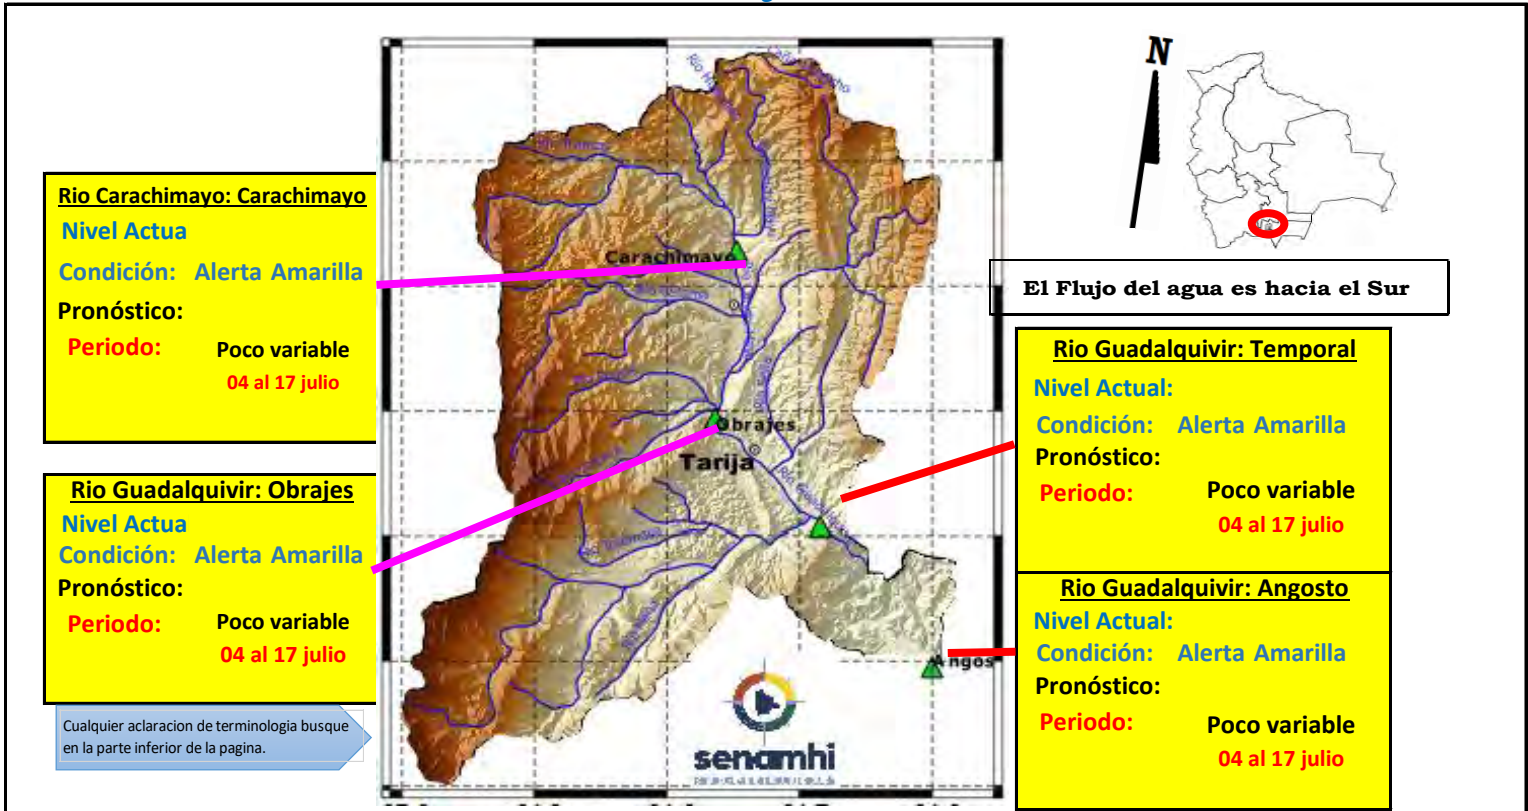 Rio Carachimayo: Carachimayo
Nivel Actua
Condición: Alerta Amarilla
Pronóstico:
Periodo: Poco variable
04 al 17 julio
Rio Guadalquivir: Obrajes
Nivel Actua
Condición: Alerta Amarilla
Pronóstico:
Periodo: Poco variable
04 al 17 julio
Cualquier aclaracion de terminologia busque
en la parte inferior de la pagina.
Carachimayo
Obrajes
Tarija
Angos
senamhi
N
El Flujo del agua es hacia el Sur
Rio Guadalquivir: Temporal
Nivel Actual:
Condición: Alerta Amarilla
Pronóstico:
Periodo: Poco variable
04 al 17 julio
Rio Guadalquivir: Angosto
Nivel Actual:
Condición: Alerta Amarilla
Pronóstico:
Periodo: Poco variable
04 al 17 julio